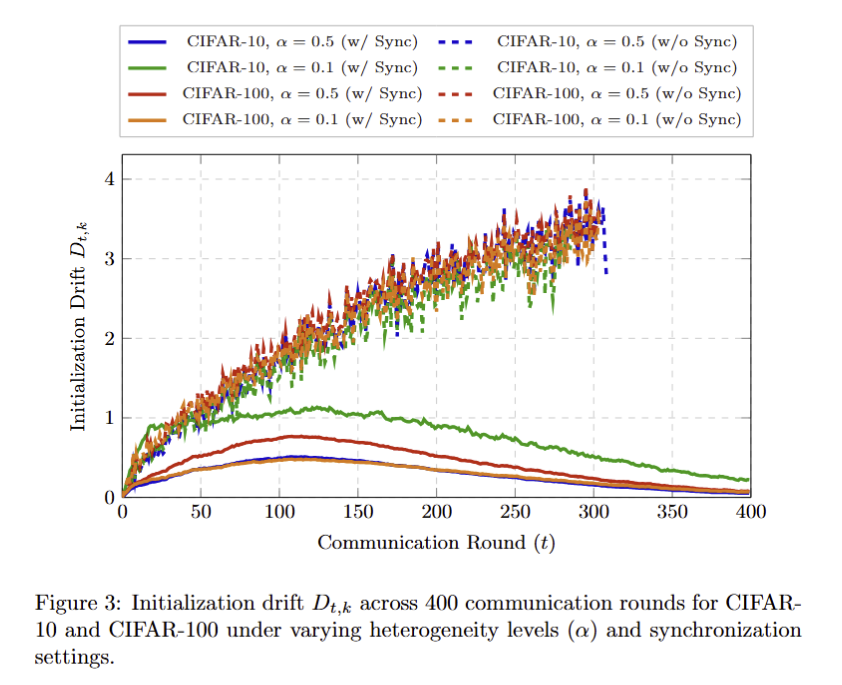 CIFAR-10, α = 0.5 (w/ Sync) CIFAR-10, α = 0.5 (w/o Sync)
CIFAR-10, α = 0.1 (w/ Sync) CIFAR-10, α = 0.1 (w/o Sync)
CIFAR-100, α = 0.5 (w/ Sync) CIFAR-100, α = 0.5 (w/o Sync)
CIFAR-100, α = 0.1 (w/ Sync) CIFAR-100, α = 0.1 (w/o Sync)
Initialization Drift D_{t,k}
4
3
2
1
0
0 50 100 150 200 250 300 350 400
Communication Round (t)
Figure 3: Initialization drift D_{t,k} across 400 communication rounds for CIFAR-
10 and CIFAR-100 under varying heterogeneity levels (α) and synchronization
settings.